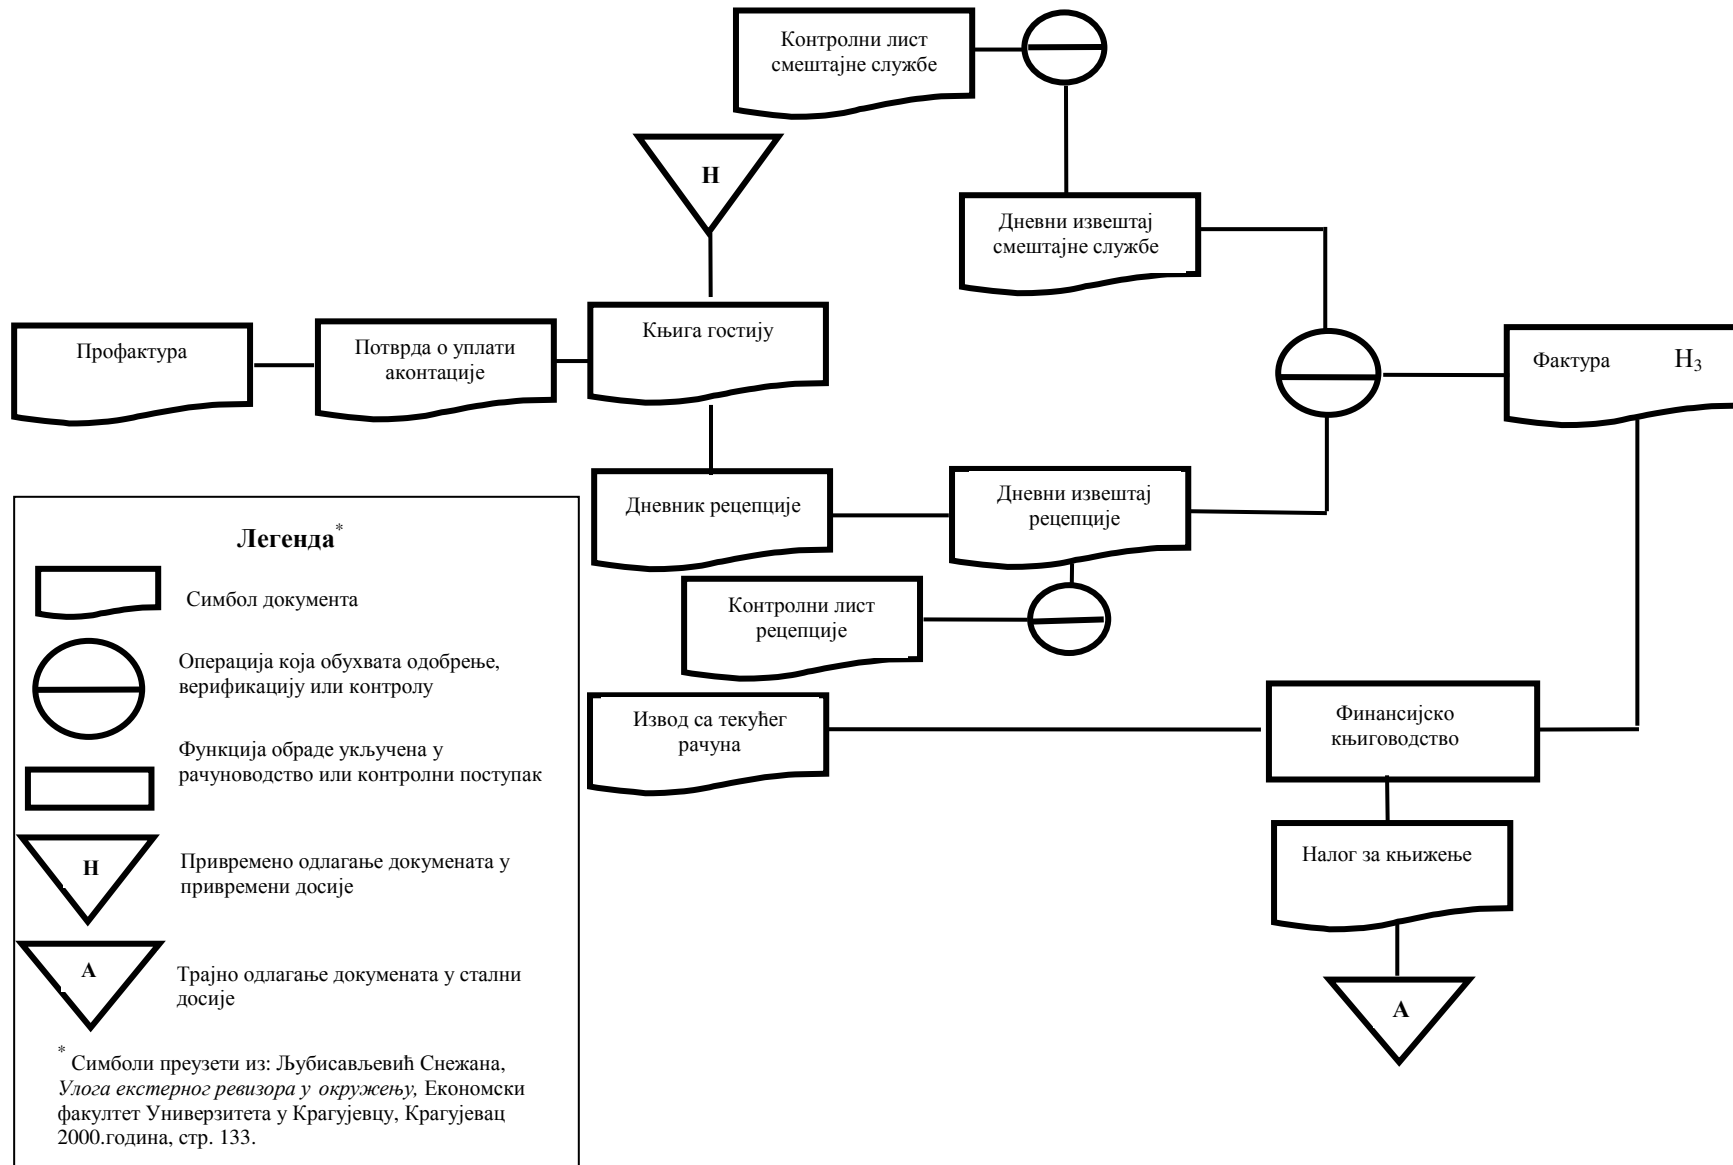 Контролни лист
смештајне службе
Н
Дневни извештај
смештајне службе
Профактура
Потврда о уплати
аконтације
Књига гостију
Фактура Н₃
Дневник рецепције
Дневни извештај
рецепције
Контролни лист
рецепције
Извод са текућег
рачуна
Финансијско
књиговодство
Налог за књижење
А
Легенда*
Симбол документа
Операција која обухвата одобрење,
верификацију или контролу
Функција обраде укључена у
рачуноводство или контролни поступак
Н
Привремено одлагање докумената у
привремени досије
А
Трајно одлагање докумената у стални
досије
* Симболи преузети из: Љубисављевић Снежана,
Улога екстерног ревизора у окружењу, Економски
факултет Универзитета у Крагујевцу, Крагујевац
2000.година, стр. 133.